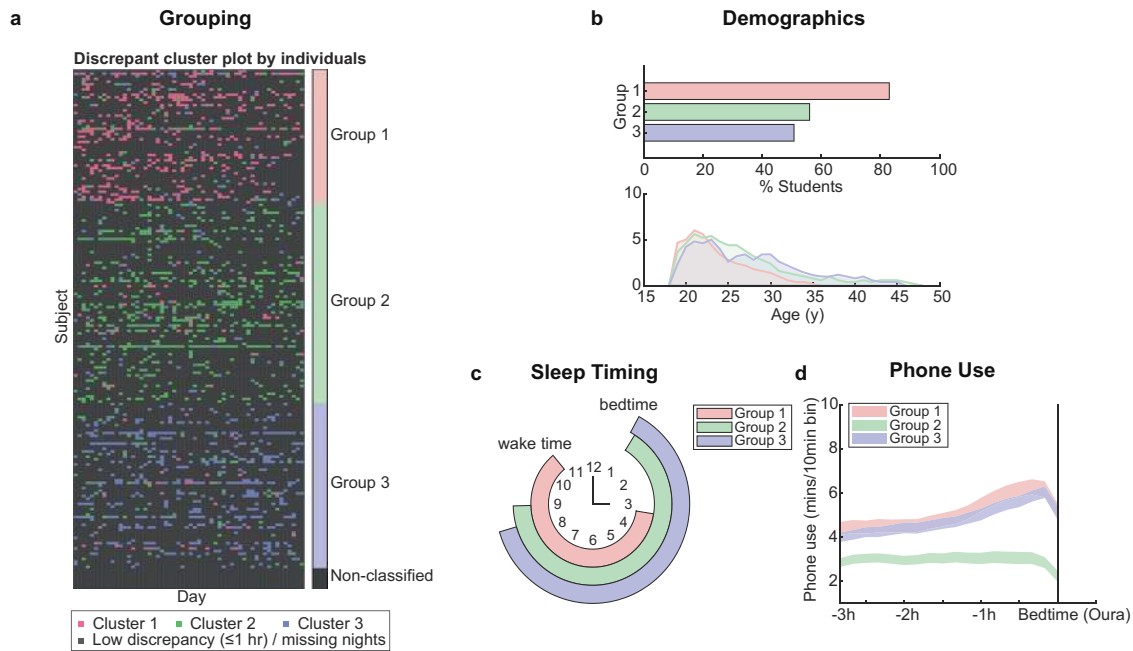 a
Grouping
Discrepant cluster plot by individuals
Subject
Group 1
Group 2
Group 3
Non-classified
Day
Cluster 1 Cluster 2 Cluster 3
Low discrepancy (≤1 hr) / missing nights
b
Demographics
Group
1
2
3
0 20 40 60 80 100
% Students
10
5
0
15 20 25 30 35 40 45 50
Age (y)
c
Sleep Timing
bedtime
wake time
Group 1
Group 2
Group 3
12
1
2
3
4
5
6
7
8
9
10
11
d
Phone Use
Phone use (mins/10min bin)
10
8
6
4
2
Group 1
Group 2
Group 3
-3h -2h -1h Bedtime (Oura)